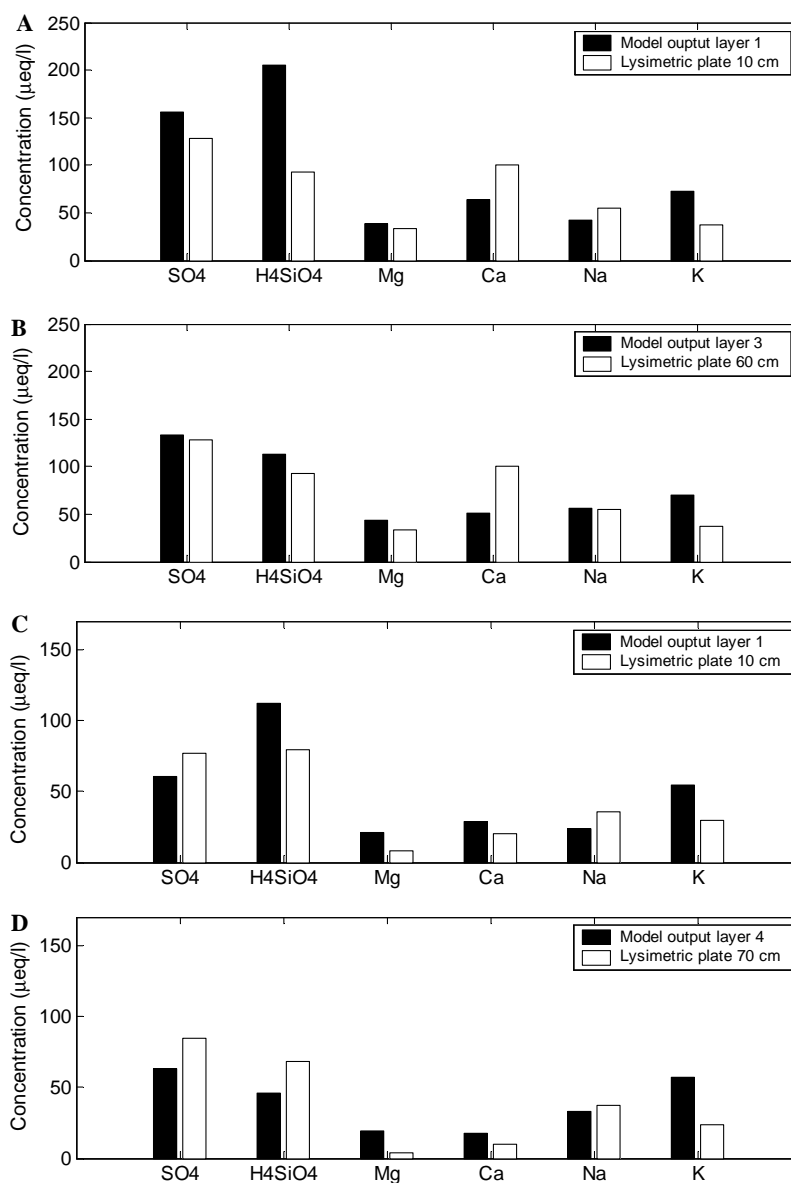 A
250
200
150
100
50
0
Concentration (µeq/l)
Model ouptut layer 1
Lysimetric plate 10 cm
SO4 H4SiO4 Mg Ca Na K
B
250
200
150
100
50
0
Concentration (µeq/l)
Model output layer 3
Lysimetric plate 60 cm
SO4 H4SiO4 Mg Ca Na K
C
150
100
50
0
Concentration (µeq/l)
Model ouptut layer 1
Lysimetric plate 10 cm
SO4 H4SiO4 Mg Ca Na K
D
150
100
50
0
Concentration (µeq/l)
Model output layer 4
Lysimetric plate 70 cm
SO4 H4SiO4 Mg Ca Na K